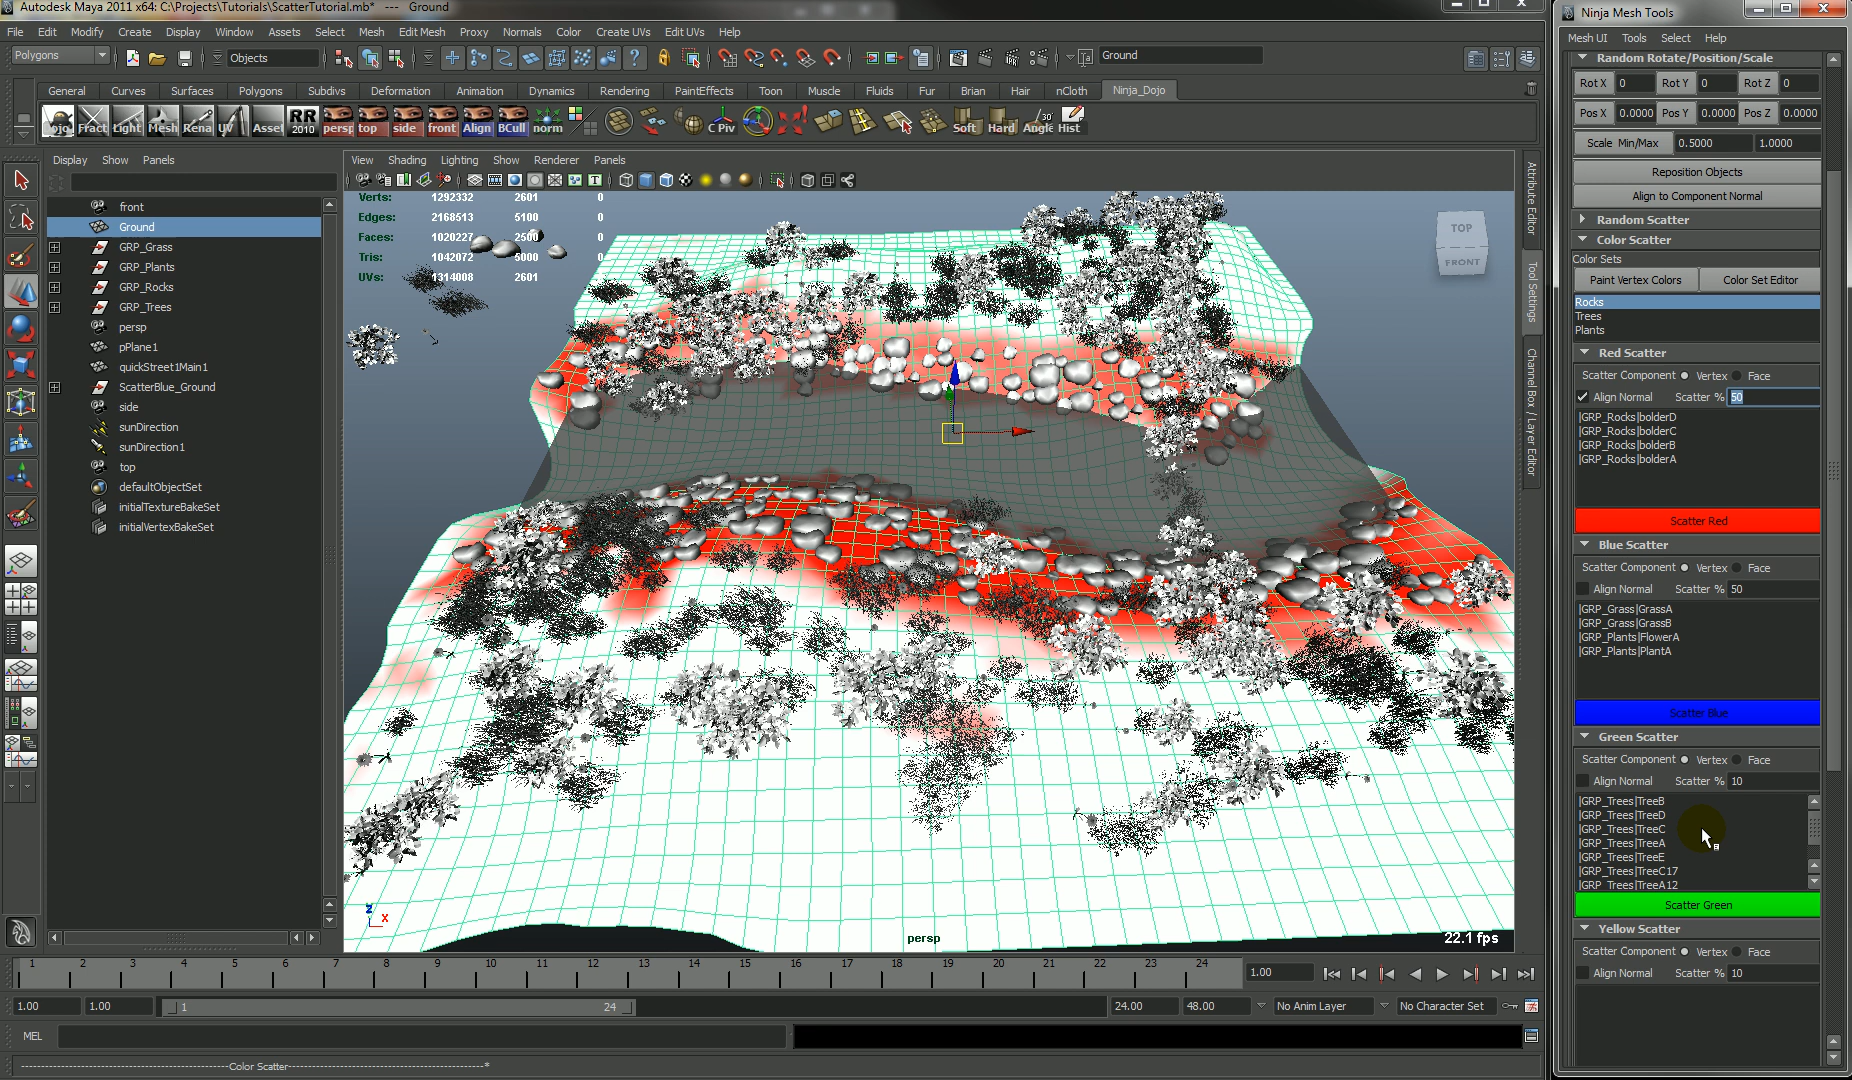 Autodesk Maya 2011 x64: C:\Projects\Tutorials\ScatterTutorial.mb* --- Ground
File Edit Modify Create Display Window Assets Select Mesh Edit Mesh Proxy Normals Color Create UVs Edit UVs Help
Polygons Objects Ground
General Curves Surfaces Polygons Subdivs Deformation Animation Dynamics Rendering PaintEffects Toon Muscle Fluids Fur Brian Hair nCloth Ninja_Dojo
Fract Light Mesh Rena UV Asset RR 2010 persp top side front Align BCull norm C Piv Soft Hard Angle 30 Hist
Display Show Panels
front
Ground
GRP_Grass
GRP_Plants
GRP_Rocks
GRP_Trees
persp
pPlane1
quickStreet1Main1
ScatterBlue_Ground
side
sunDirection
sunDirection1
top
defaultObjectSet
initialTextureBakeSet
initialVertexBakeSet
View Shading Lighting Show Renderer Panels
Verts: 1292332 2601 0
Edges: 2168513 5100 0
Faces: 1020227 2500 0
Tris: 1042072 5000 0
UVs: 1314008 2601 0
TOP
FRONT
Z
X
persp
22.1 fps
Attribute Editor
Tool Settings
Channel Box / Layer Editor
1 2 3 4 5 6 7 8 9 10 11 12 13 14 15 16 17 18 19 20 21 22 23 24
1.00
1.00 1.00 1 24 24.00 48.00 No Anim Layer No Character Set
MEL
Color Scatter
Ninja Mesh Tools
Mesh UI Tools Select Help
Random Rotate/Position/Scale
Rot X 0 Rot Y 0 Rot Z 0
Pos X 0.0000 Pos Y 0.0000 Pos Z 0.0000
Scale Min/Max 0.5000 1.0000
Reposition Objects
Align to Component Normal
Random Scatter
Color Scatter
Color Sets
Paint Vertex Colors Color Set Editor
Rocks
Trees
Plants
Red Scatter
Scatter Component Vertex Face
Align Normal Scatter % 50
|GRP_Rocks|bolderD
|GRP_Rocks|bolderC
|GRP_Rocks|bolderB
|GRP_Rocks|bolderA
Scatter Red
Blue Scatter
Scatter Component Vertex Face
Align Normal Scatter % 50
|GRP_Grass|GrassA
|GRP_Grass|GrassB
|GRP_Plants|FlowerA
|GRP_Plants|PlantA
Scatter Blue
Green Scatter
Scatter Component Vertex Face
Align Normal Scatter % 10
|GRP_Trees|TreeB
|GRP_Trees|TreeD
|GRP_Trees|TreeC
|GRP_Trees|TreeA
|GRP_Trees|TreeE
|GRP_Trees|TreeC17
|GRP_Trees|TreeA12
Scatter Green
Yellow Scatter
Scatter Component Vertex Face
Align Normal Scatter % 10